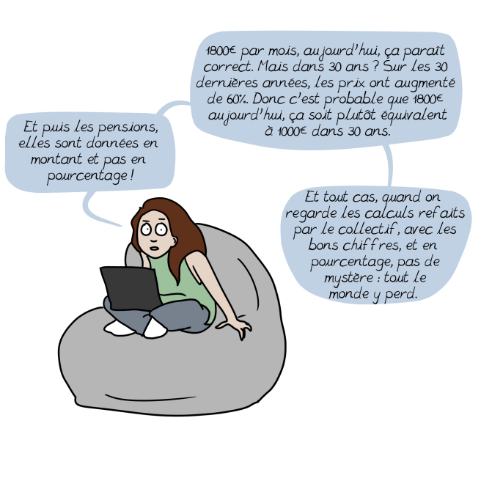 Et puis les pensions,
elles sont données en
montant et pas en
pourcentage !
1800€ par mois, aujourd'hui, ça paraît
correct. Mais dans 30 ans ? Sur les 30
dernières années, les prix ont augmenté
de 60%. Donc c'est probable que 1800€
aujourd'hui, ça soit plutôt équivalent
à 1000€ dans 30 ans.
Et tout cas, quand on
regarde les calculs refaits
par le collectif, avec les
bons chiffres, et en
pourcentage, pas de
mystère : tout le
monde y perd.